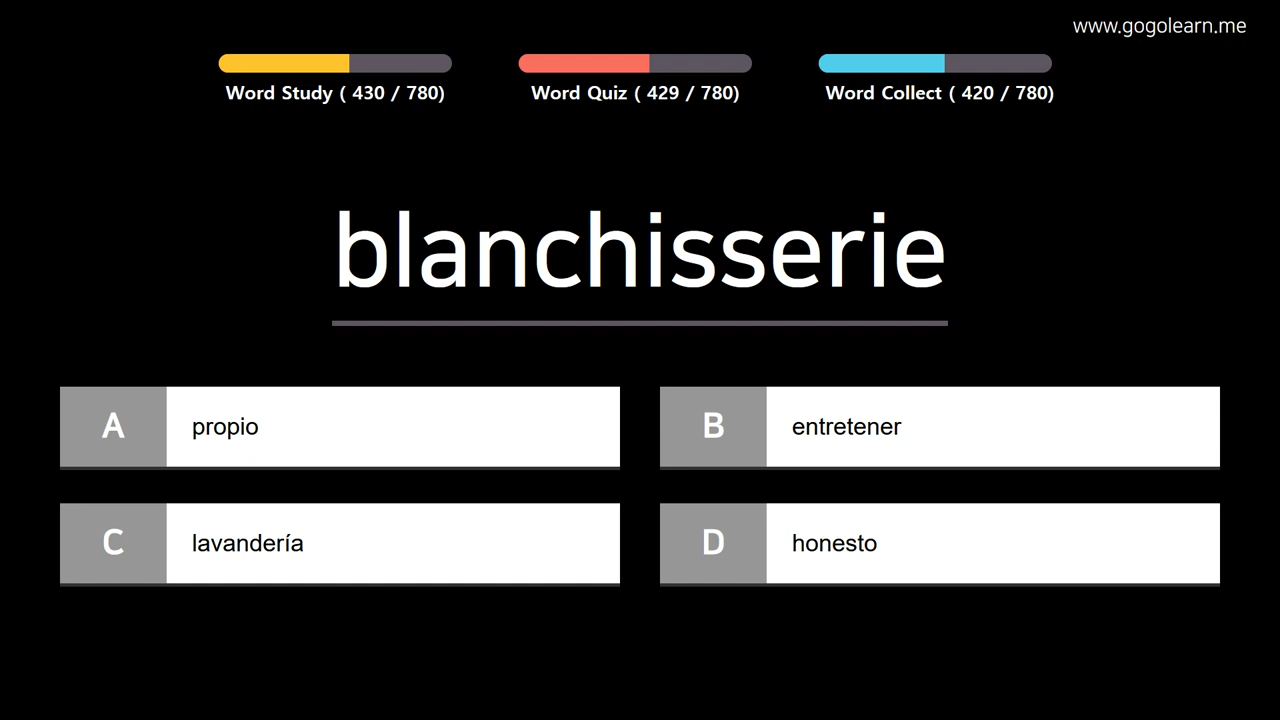 www.gogolearn.me
Word Study ( 430 / 780)
Word Quiz ( 429 / 780)
Word Collect ( 420 / 780)
blanchisserie
A propio
B entretener
C lavandería
D honesto